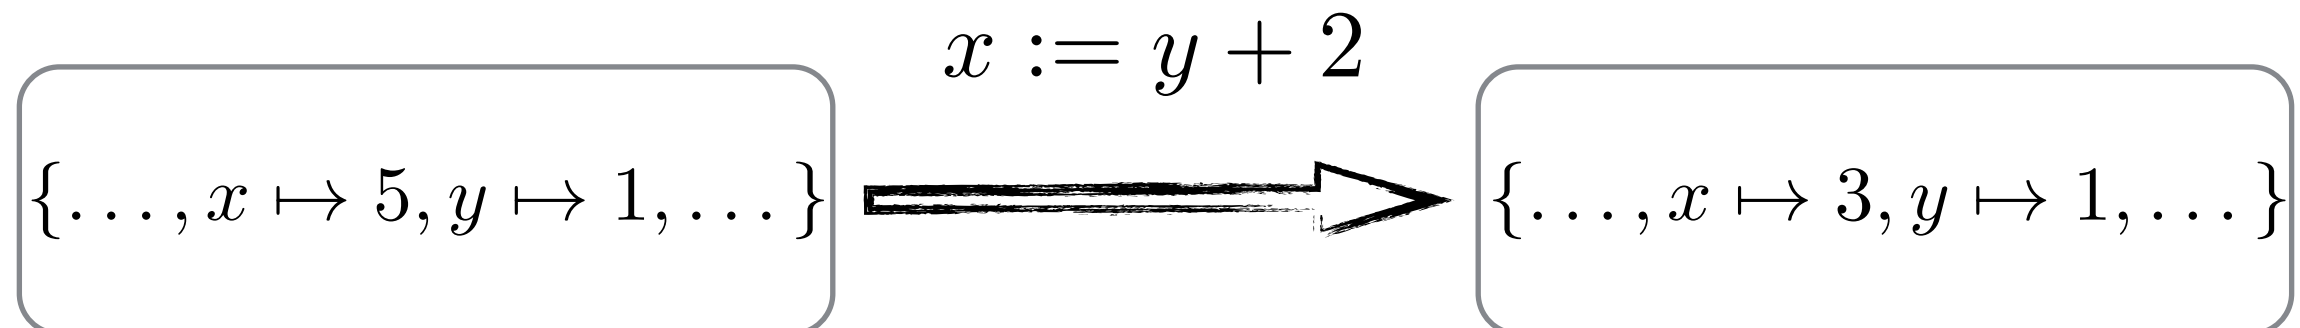 x := y + 2
{..., x ↦ 5, y ↦ 1, ...}
{..., x ↦ 3, y ↦ 1, ...}